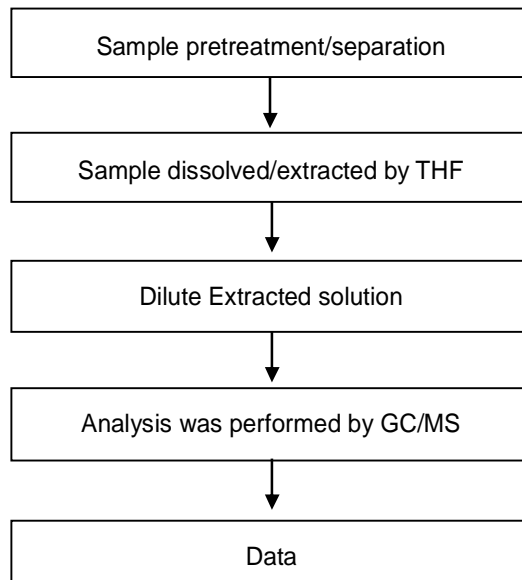 Sample pretreatment/separation
Sample dissolved/extracted by THF
Dilute Extracted solution
Analysis was performed by GC/MS
Data